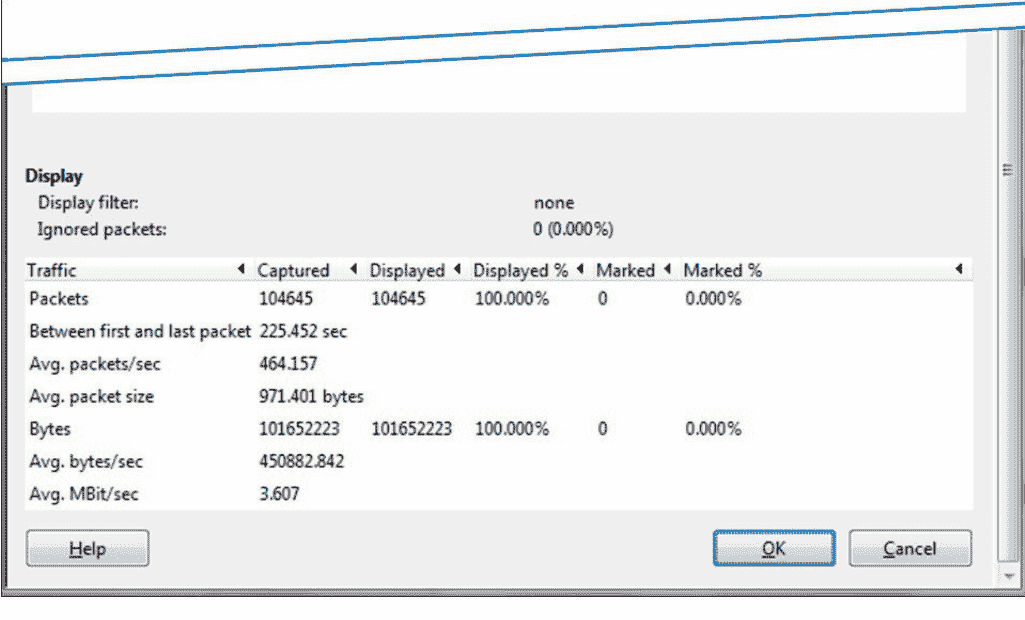 Display
Display filter: none
Ignored packets: 0 (0.000%)
Traffic Captured Displayed Displayed % Marked Marked %
Packets 104645 104645 100.000% 0 0.000%
Between first and last packet 225.452 sec
Avg. packets/sec 464.157
Avg. packet size 971.401 bytes
Bytes 101652223 101652223 100.000% 0 0.000%
Avg. bytes/sec 450882.842
Avg. MBit/sec 3.607
Help OK Cancel